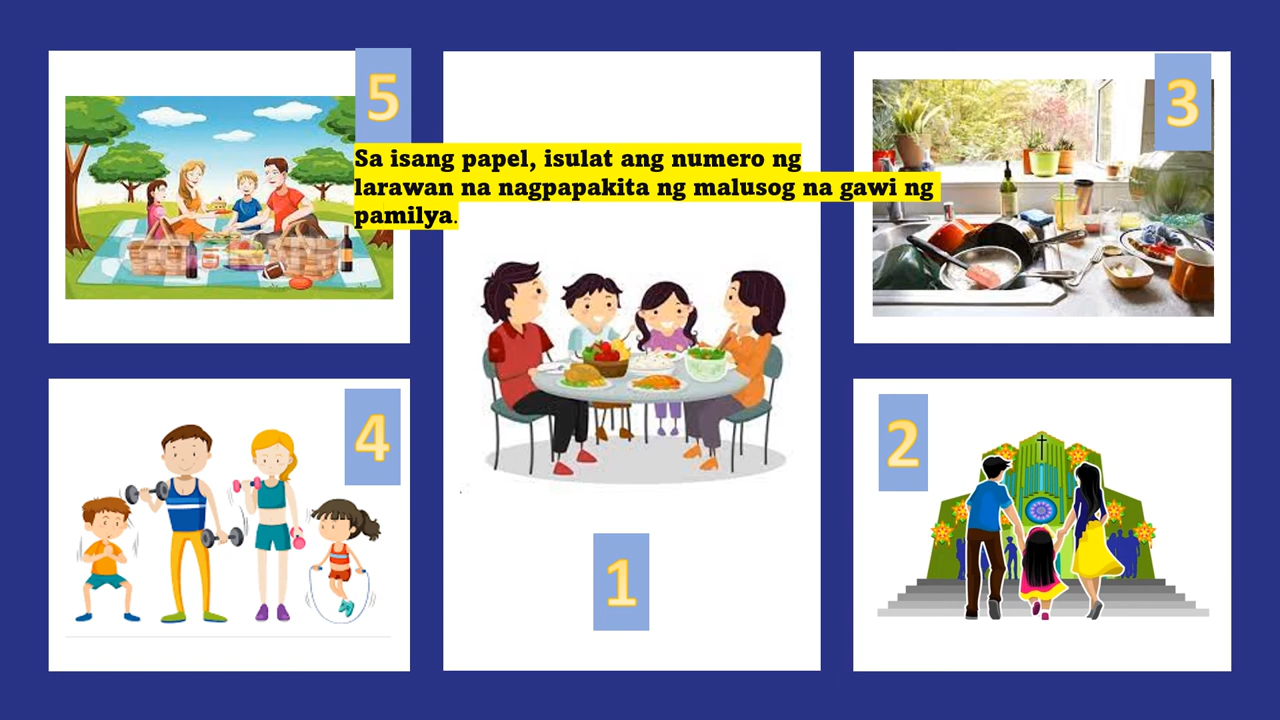 5
3
Sa isang papel, isulat ang numero ng
larawan na nagpapakita ng malusog na gawi ng
pamilya.
4
2
1